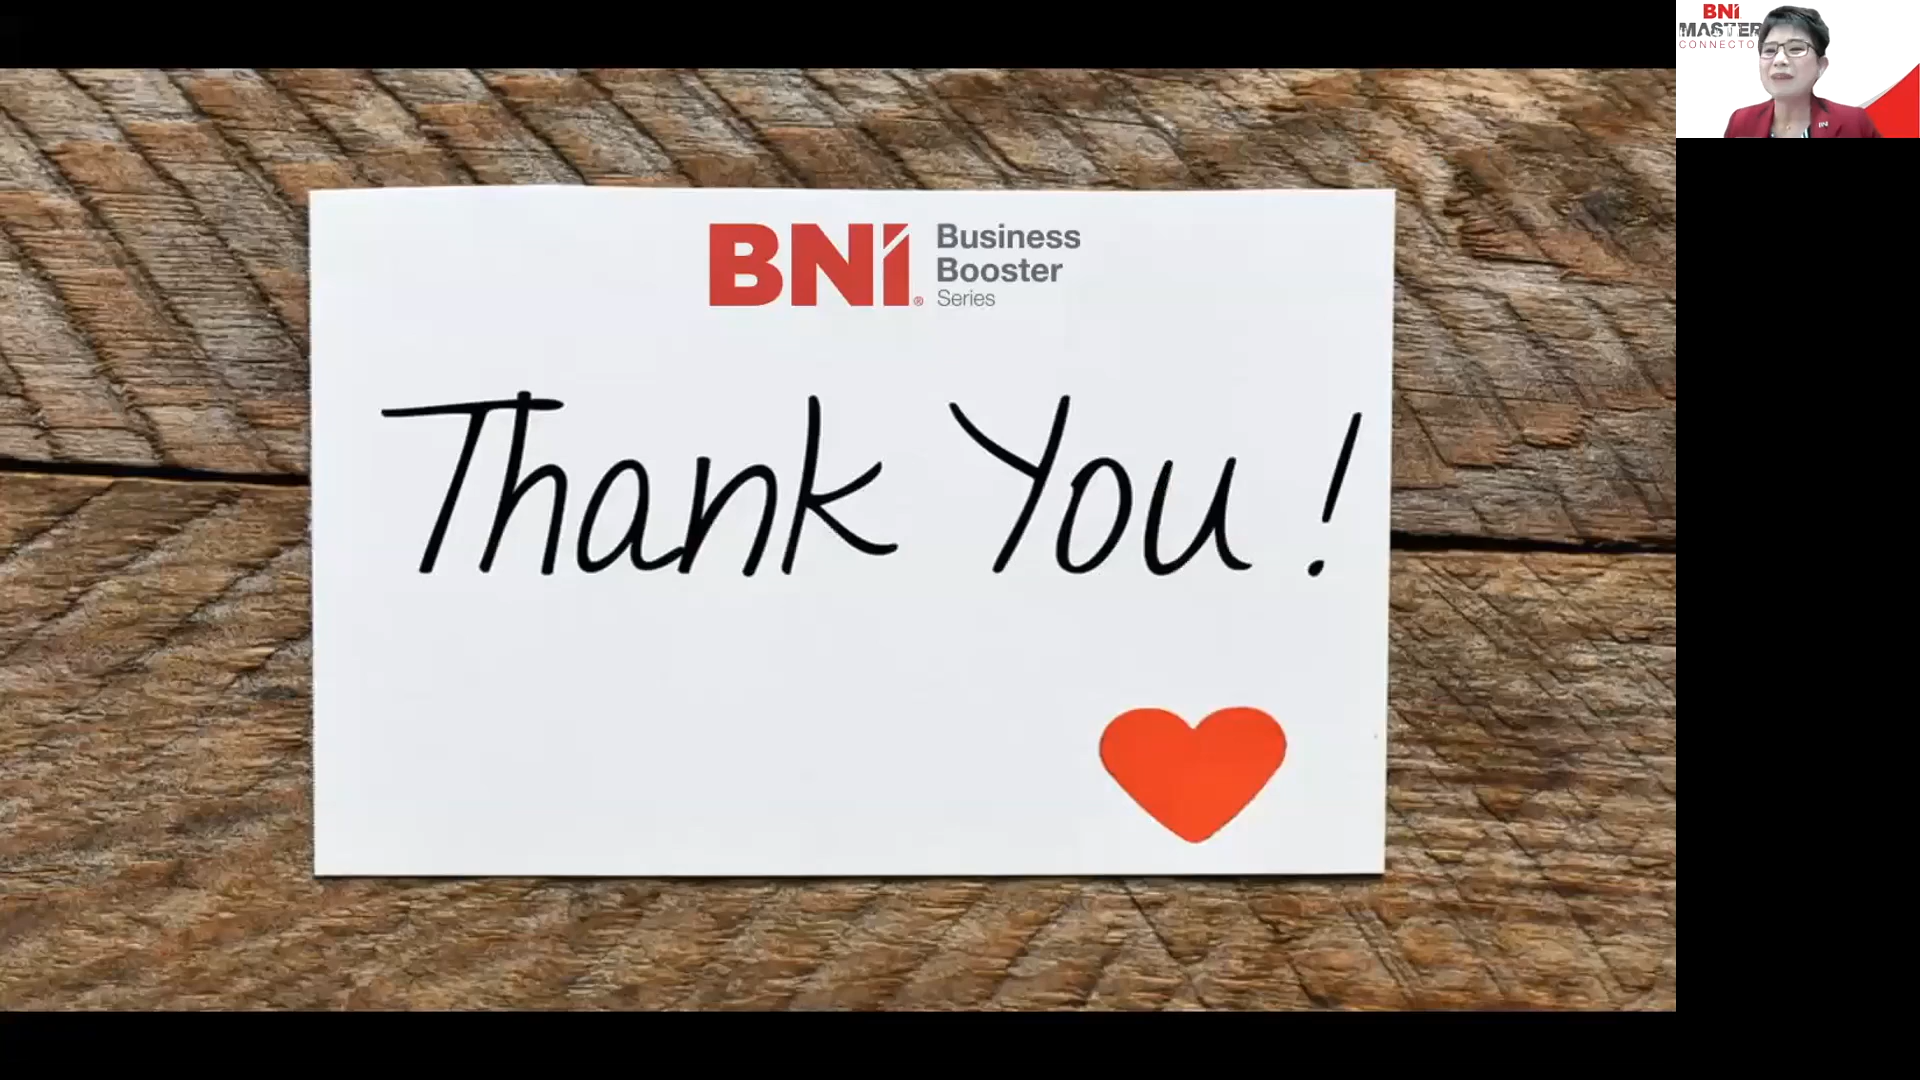 BNI
MASTER
CONNECTO
BNI® Business
Booster
Series
Thank You!